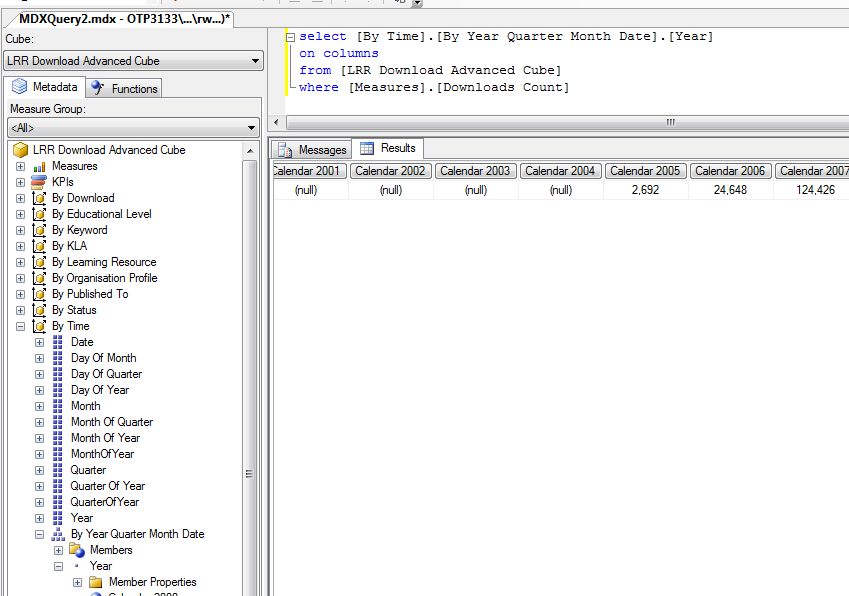 MDXQuery2.mdx - OTP3133\...\rw...)*
Cube:
LRR Download Advanced Cube
Metadata
Functions
Measure Group:
<All>
LRR Download Advanced Cube
Measures
KPIs
By Download
By Educational Level
By Keyword
By KLA
By Learning Resource
By Organisation Profile
By Published To
By Status
By Time
Date
Day Of Month
Day Of Quarter
Day Of Year
Month
Month Of Quarter
Month Of Year
MonthOfYear
Quarter
Quarter Of Year
QuarterOfYear
Year
By Year Quarter Month Date
Members
Year
Member Properties
select [By Time].[By Year Quarter Month Date].[Year]
on columns
from [LRR Download Advanced Cube]
where [Measures].[Downloads Count]
Messages
Results
Calendar 2001 Calendar 2002 Calendar 2003 Calendar 2004 Calendar 2005 Calendar 2006 Calendar 2007
(null) (null) (null) (null) 2,692 24,648 124,426